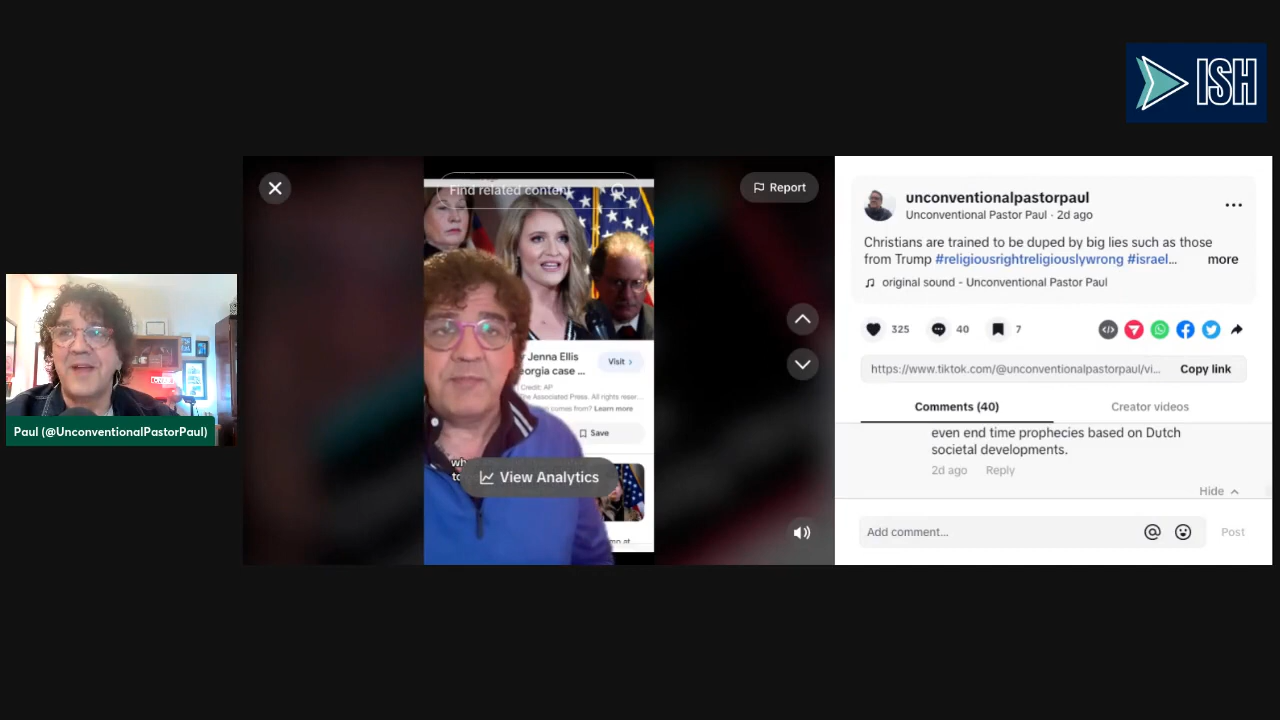 ISH
Find related content
Report
unconventionalpastorpaul
Unconventional Pastor Paul · 2d ago
Christians are trained to be duped by big lies such as those
from Trump #religiousrightreligiouslywrong #israel... more
original sound - Unconventional Pastor Paul
325 40 7
https://www.tiktok.com/@unconventionalpastorpaul/vi... Copy link
Comments (40) Creator videos
even end time prophecies based on Dutch
societal developments.
2d ago Reply
Hide
Add comment... Post
Jenna Ellis
orgia case ...
Visit
Credit: AP
The Associated Press. All rights reser...
comes from? Learn more
Save
View Analytics
Paul (@UnconventionalPastorPaul)